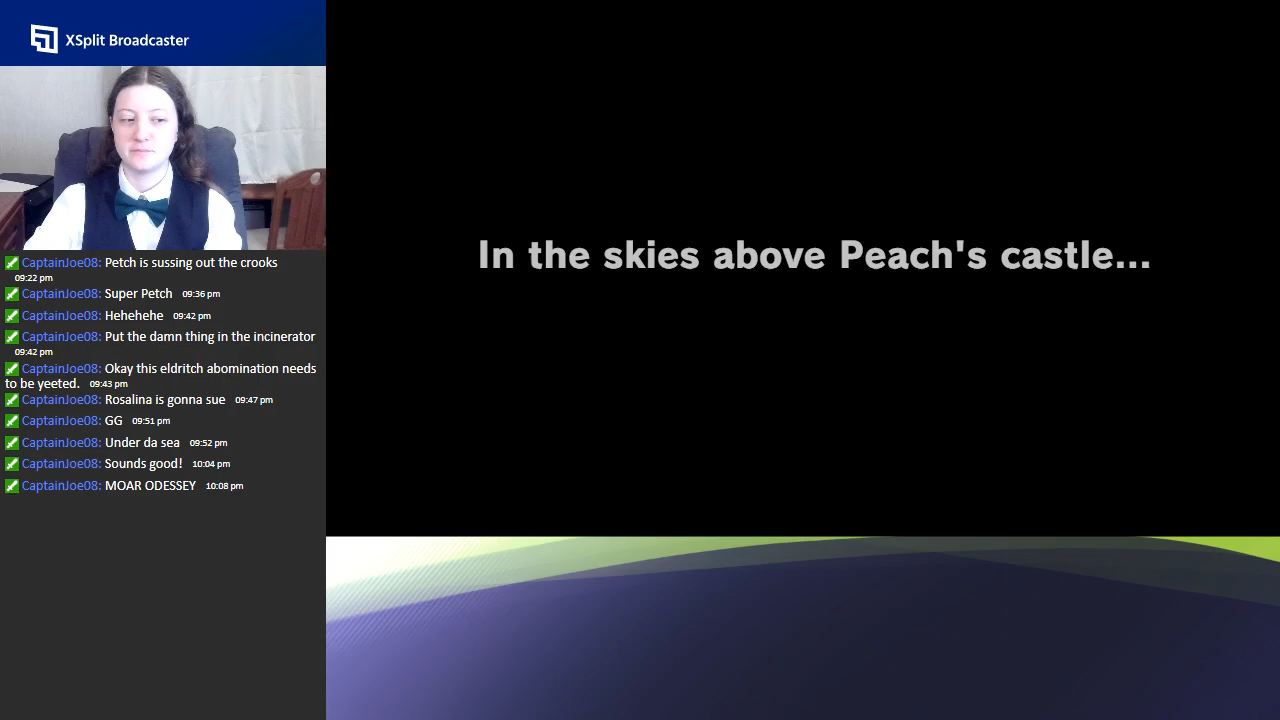 XSplit Broadcaster
CaptainJoe08: Petch is sussing out the crooks
09:22 pm
CaptainJoe08: Super Petch 09:36 pm
CaptainJoe08: Hehehehe 09:42 pm
CaptainJoe08: Put the damn thing in the incinerator
09:42 pm
CaptainJoe08: Okay this eldritch abomination needs
to be yeeted. 09:43 pm
CaptainJoe08: Rosalina is gonna sue 09:47 pm
CaptainJoe08: GG 09:51 pm
CaptainJoe08: Under da sea 09:52 pm
CaptainJoe08: Sounds good! 10:04 pm
CaptainJoe08: MOAR ODESSEY 10:08 pm
In the skies above Peach's castle...